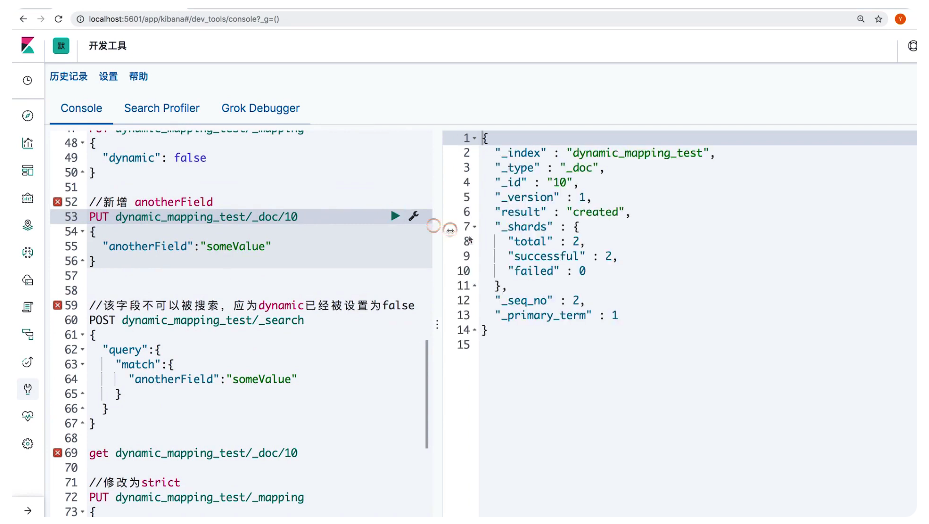 localhost:5601/app/kibana#/dev_tools/console?_g=()
Y
默
开发工具
历史记录 设置 帮助
Console Search Profiler Grok Debugger
47 PUT dynamic_mapping_test/_mapping
48 {
49 "dynamic": false
50 }
51
52 //新增 anotherField
53 PUT dynamic_mapping_test/_doc/10
54 {
55 "anotherField":"someValue"
56 }
57
58
59 //该字段不可以被搜索，应为dynamic已经被设置为false
60 POST dynamic_mapping_test/_search
61 {
62 "query":{
63 "match":{
64 "anotherField":"someValue"
65 }
66 }
67 }
68
69 get dynamic_mapping_test/_doc/10
70
71 //修改为strict
72 PUT dynamic_mapping_test/_mapping
73 {
1 {
2 "_index" : "dynamic_mapping_test",
3 "_type" : "_doc",
4 "_id" : "10",
5 "_version" : 1,
6 "result" : "created",
7 "_shards" : {
8 "total" : 2,
9 "successful" : 2,
10 "failed" : 0
11 },
12 "_seq_no" : 2,
13 "_primary_term" : 1
14 }
15